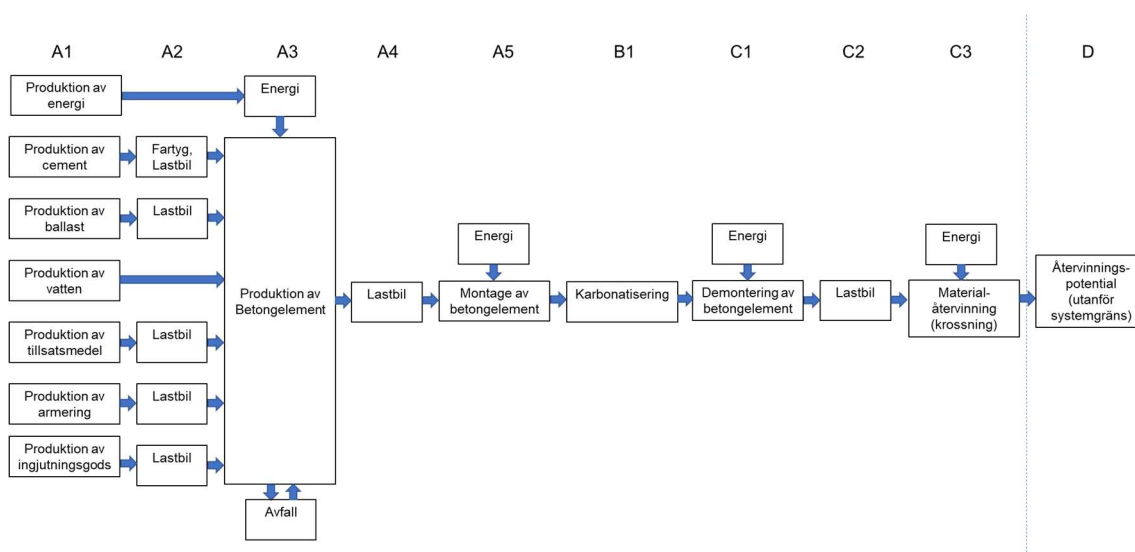 A1 A2 A3 A4 A5 B1 C1 C2 C3 D
Produktion av
energi
Energi
Produktion av
cement
Fartyg,
Lastbil
Produktion av
ballast
Lastbil
Produktion av
vatten
Produktion av
tillsatsmedel
Lastbil
Produktion av
armering
Lastbil
Produktion av
ingjutningsgods
Lastbil
Produktion av
Betongelement
Avfall
Lastbil
Energi
Montage av
betongelement
Karbonatisering
Energi
Demontering av
betongelement
Lastbil
Energi
Material-
återvinning
(krossning)
Återvinnings-
potential
(utanför
systemgräns)